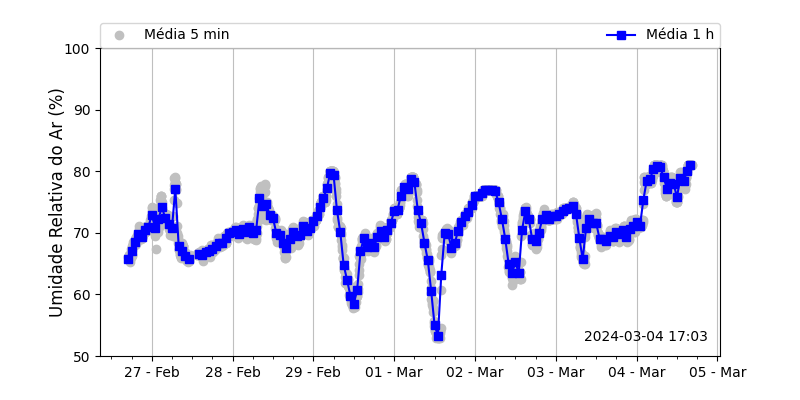 Média 5 min
Média 1 h
Umidade Relativa do Ar (%)
100
90
80
70
60
50
2024-03-04 17:03
27 - Feb
28 - Feb
29 - Feb
01 - Mar
02 - Mar
03 - Mar
04 - Mar
05 - Mar